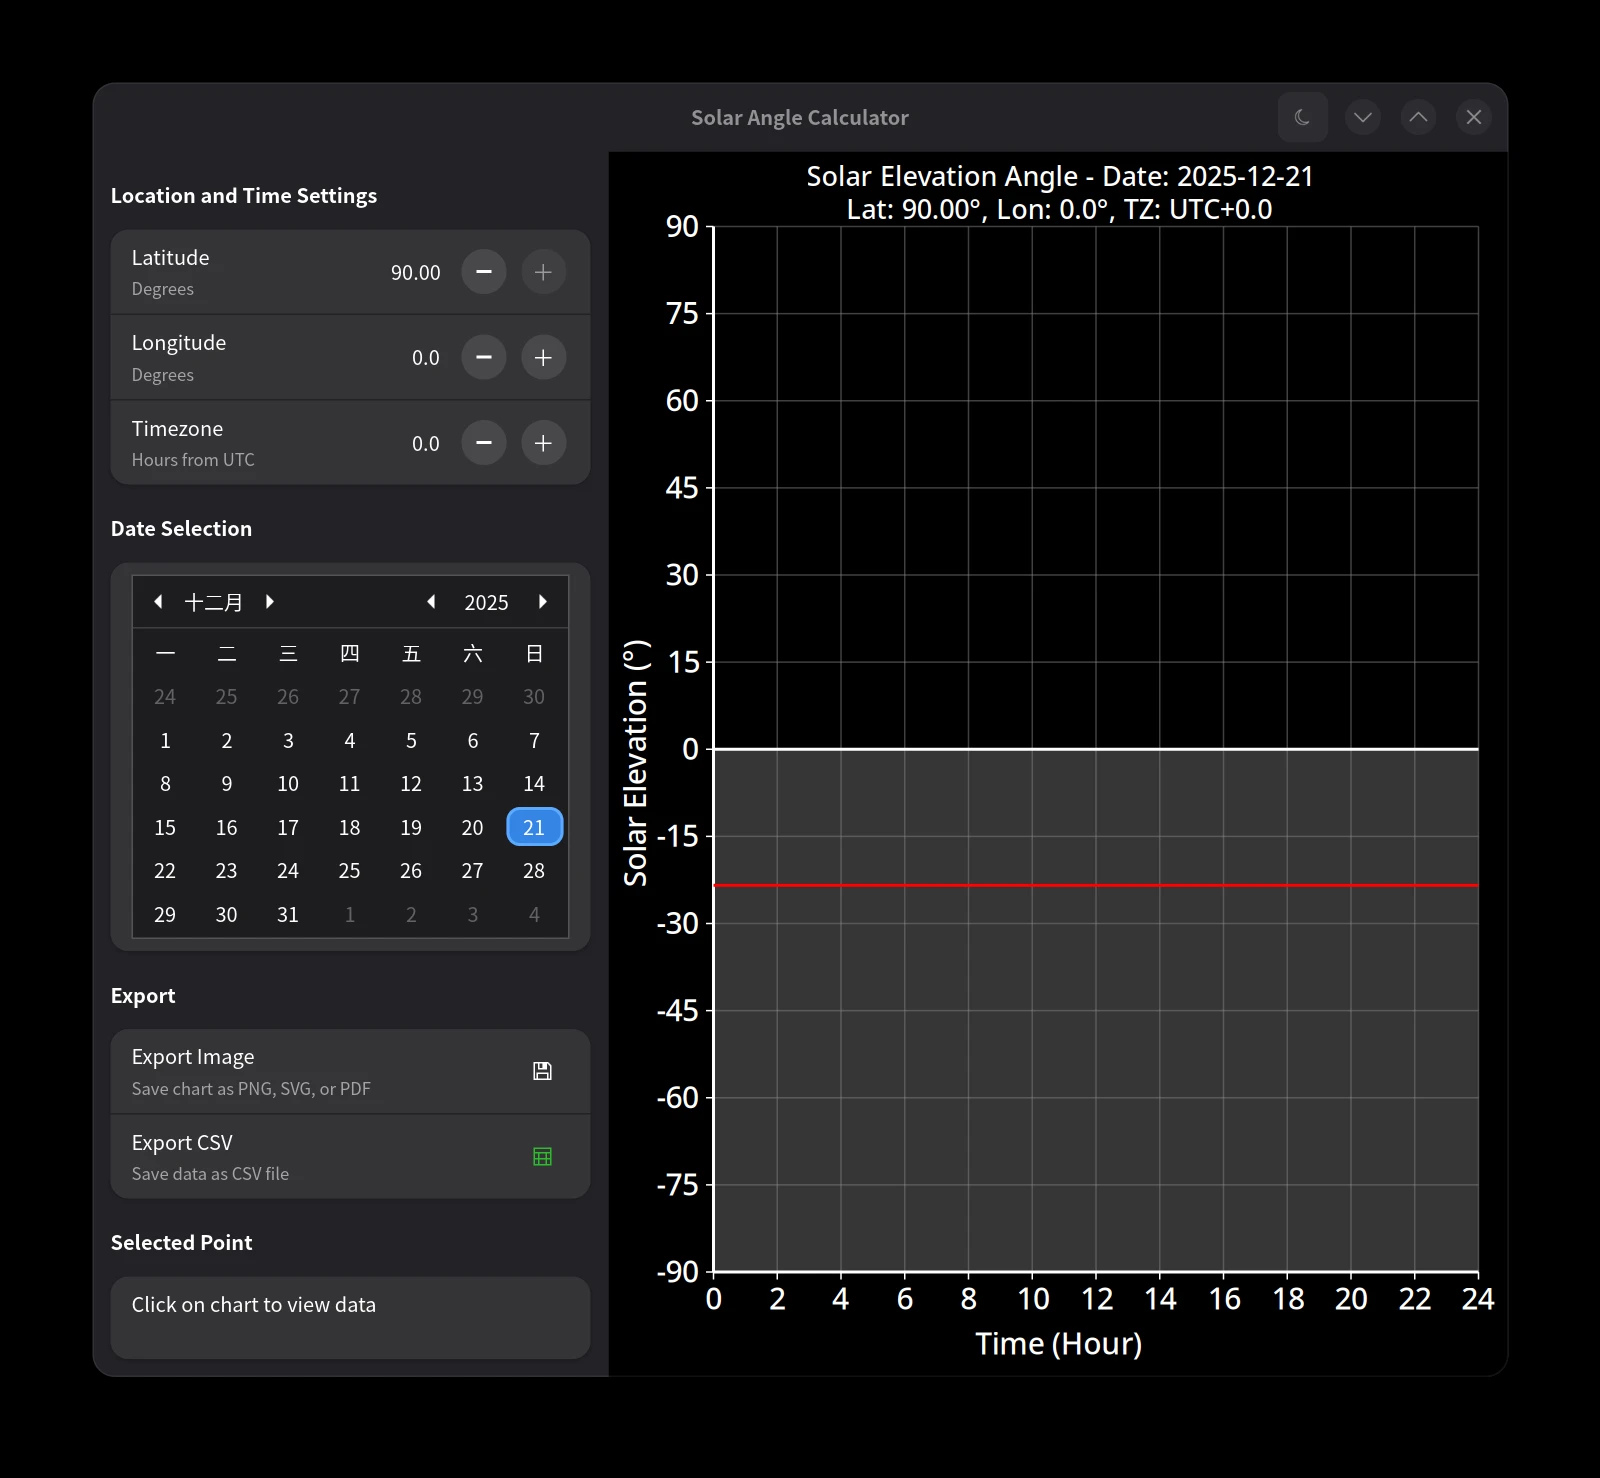 Solar Angle Calculator
Location and Time Settings
Latitude
Degrees
90.00
Longitude
Degrees
0.0
Timezone
Hours from UTC
0.0
Date Selection
十二月 2025
一 二 三 四 五 六 日
24 25 26 27 28 29 30
1 2 3 4 5 6 7
8 9 10 11 12 13 14
15 16 17 18 19 20 21
22 23 24 25 26 27 28
29 30 31 1 2 3 4
Export
Export Image
Save chart as PNG, SVG, or PDF
Export CSV
Save data as CSV file
Selected Point
Click on chart to view data
Solar Elevation Angle - Date: 2025-12-21
Lat: 90.00°, Lon: 0.0°, TZ: UTC+0.0
Solar Elevation (°)
90
75
60
45
30
15
0
-15
-30
-45
-60
-75
-90
0 2 4 6 8 10 12 14 16 18 20 22 24
Time (Hour)